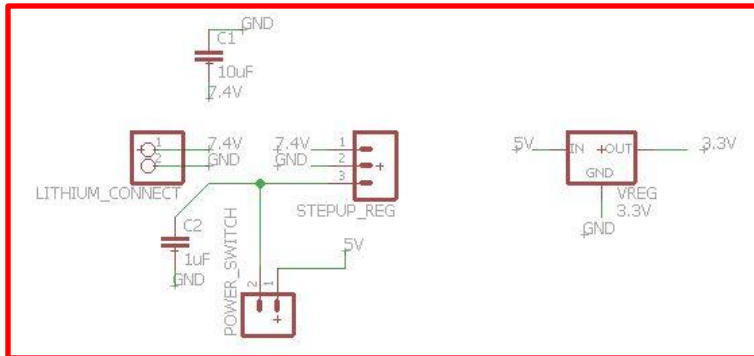 GND
C1
10uF
7.4V
1 7.4V
2 GND
LITHIUM_CONNECT
7.4V 1
GND 2
3
STEPUP_REG
5V IN OUT 3.3V
GND
VREG
3.3V
GND
C2
1uF
GND
POWER_SWITCH
2 1
5V